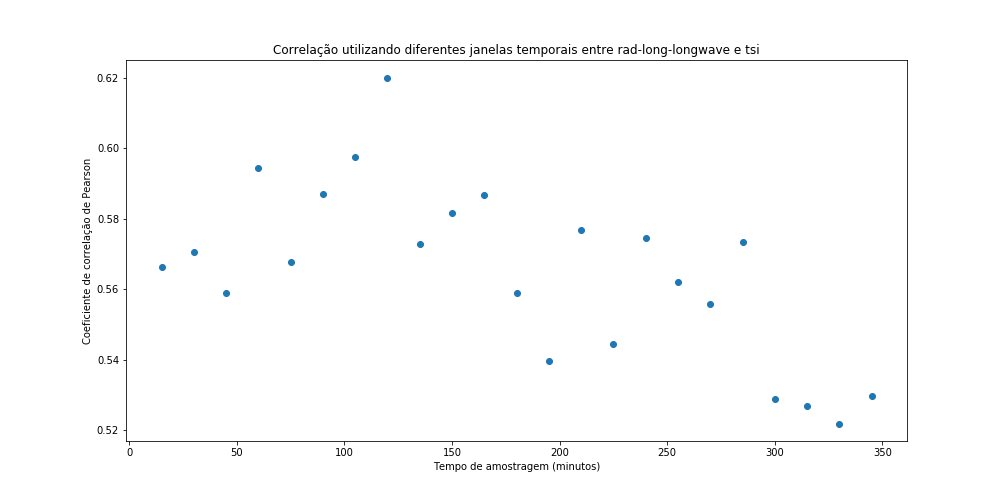 Correlação utilizando diferentes janelas temporais entre rad-long-longwave e tsi
Coeficiente de correlação de Pearson
0.62
0.60
0.58
0.56
0.54
0.52
0 50 100 150 200 250 300 350
Tempo de amostragem (minutos)